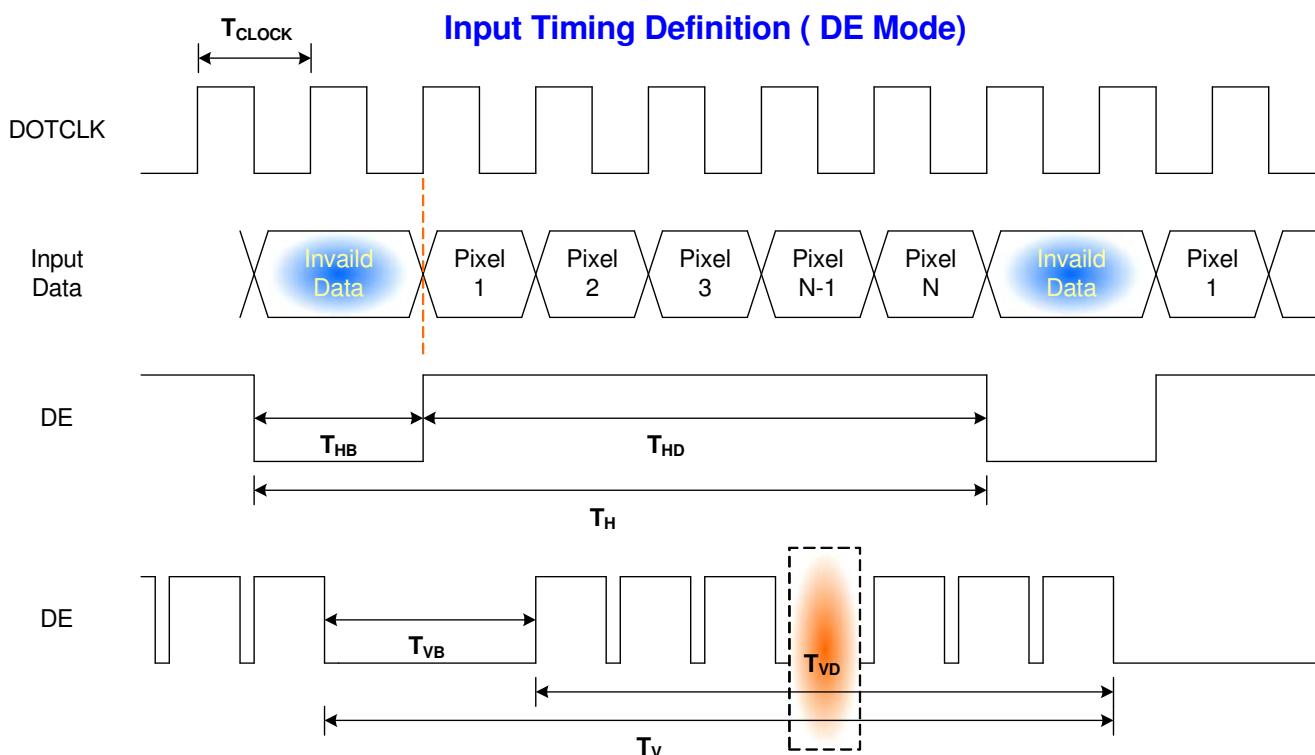 Input Timing Definition ( DE Mode)
TCLOCK
DOTCLK
Input
Data
Invaild
Data
Pixel
1
Pixel
2
Pixel
3
Pixel
N-1
Pixel
N
Invaild
Data
Pixel
1
DE
THB
THD
TH
DE
TVB
TVD
TV